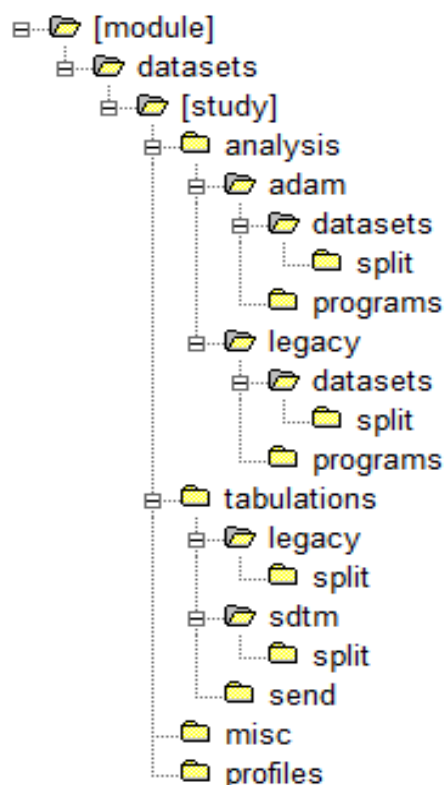 [module]
datasets
[study]
analysis
adam
datasets
split
programs
legacy
datasets
split
programs
tabulations
legacy
split
sdtm
split
send
misc
profiles